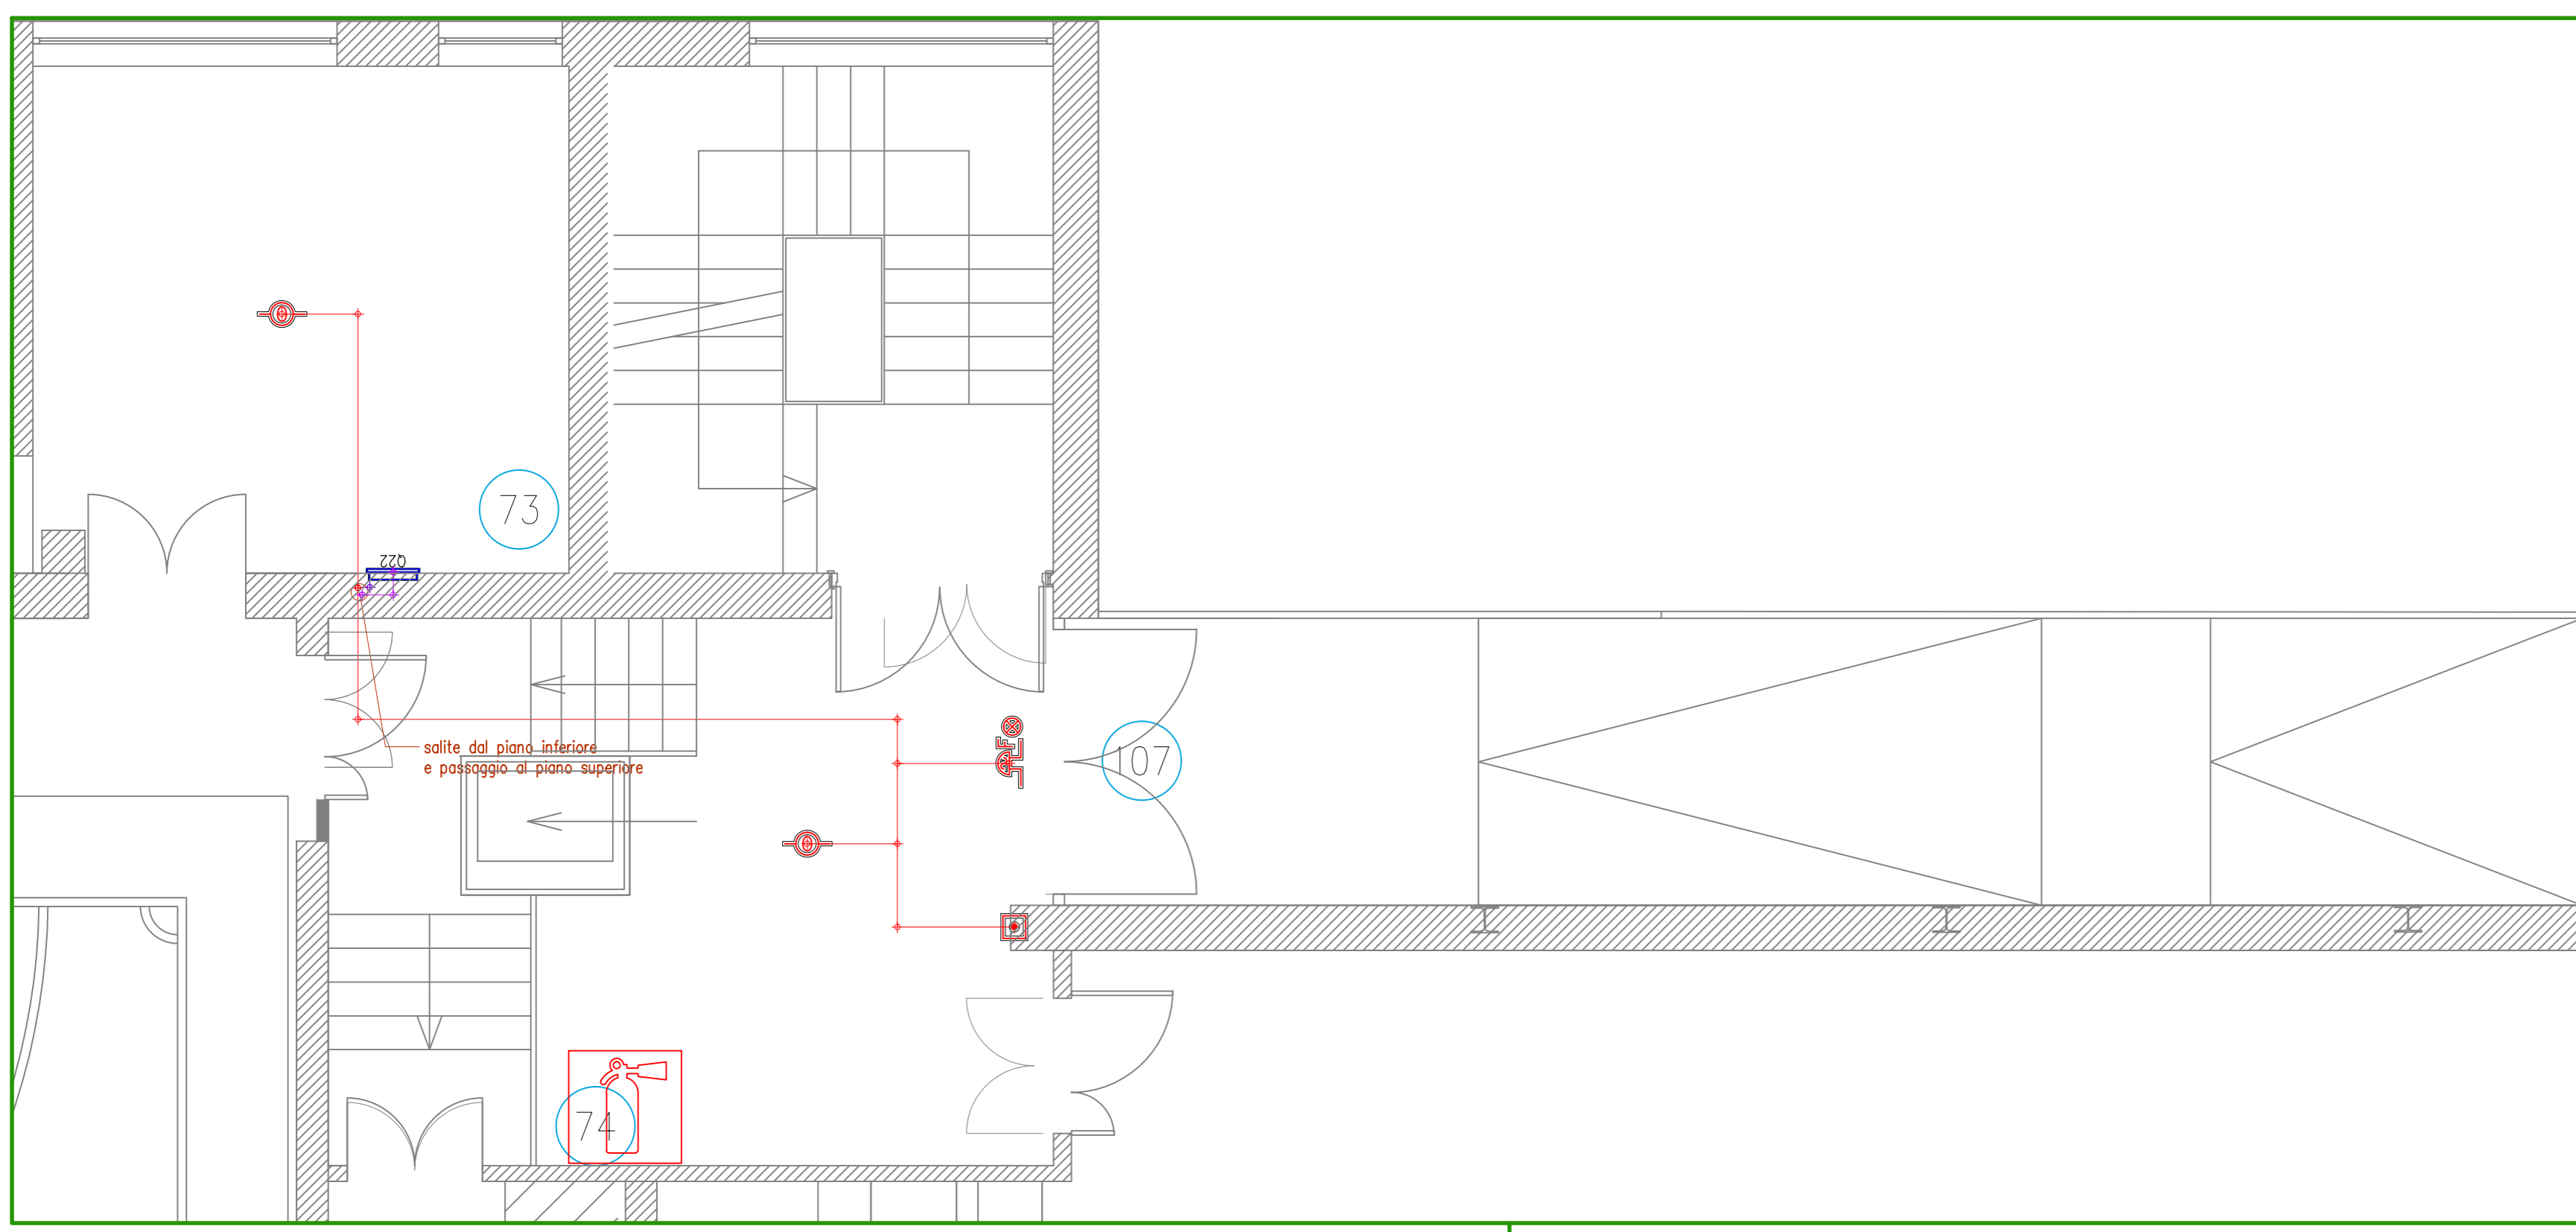 73
Q22
salite dal piano inferiore
e passaggio al piano superiore
107
74